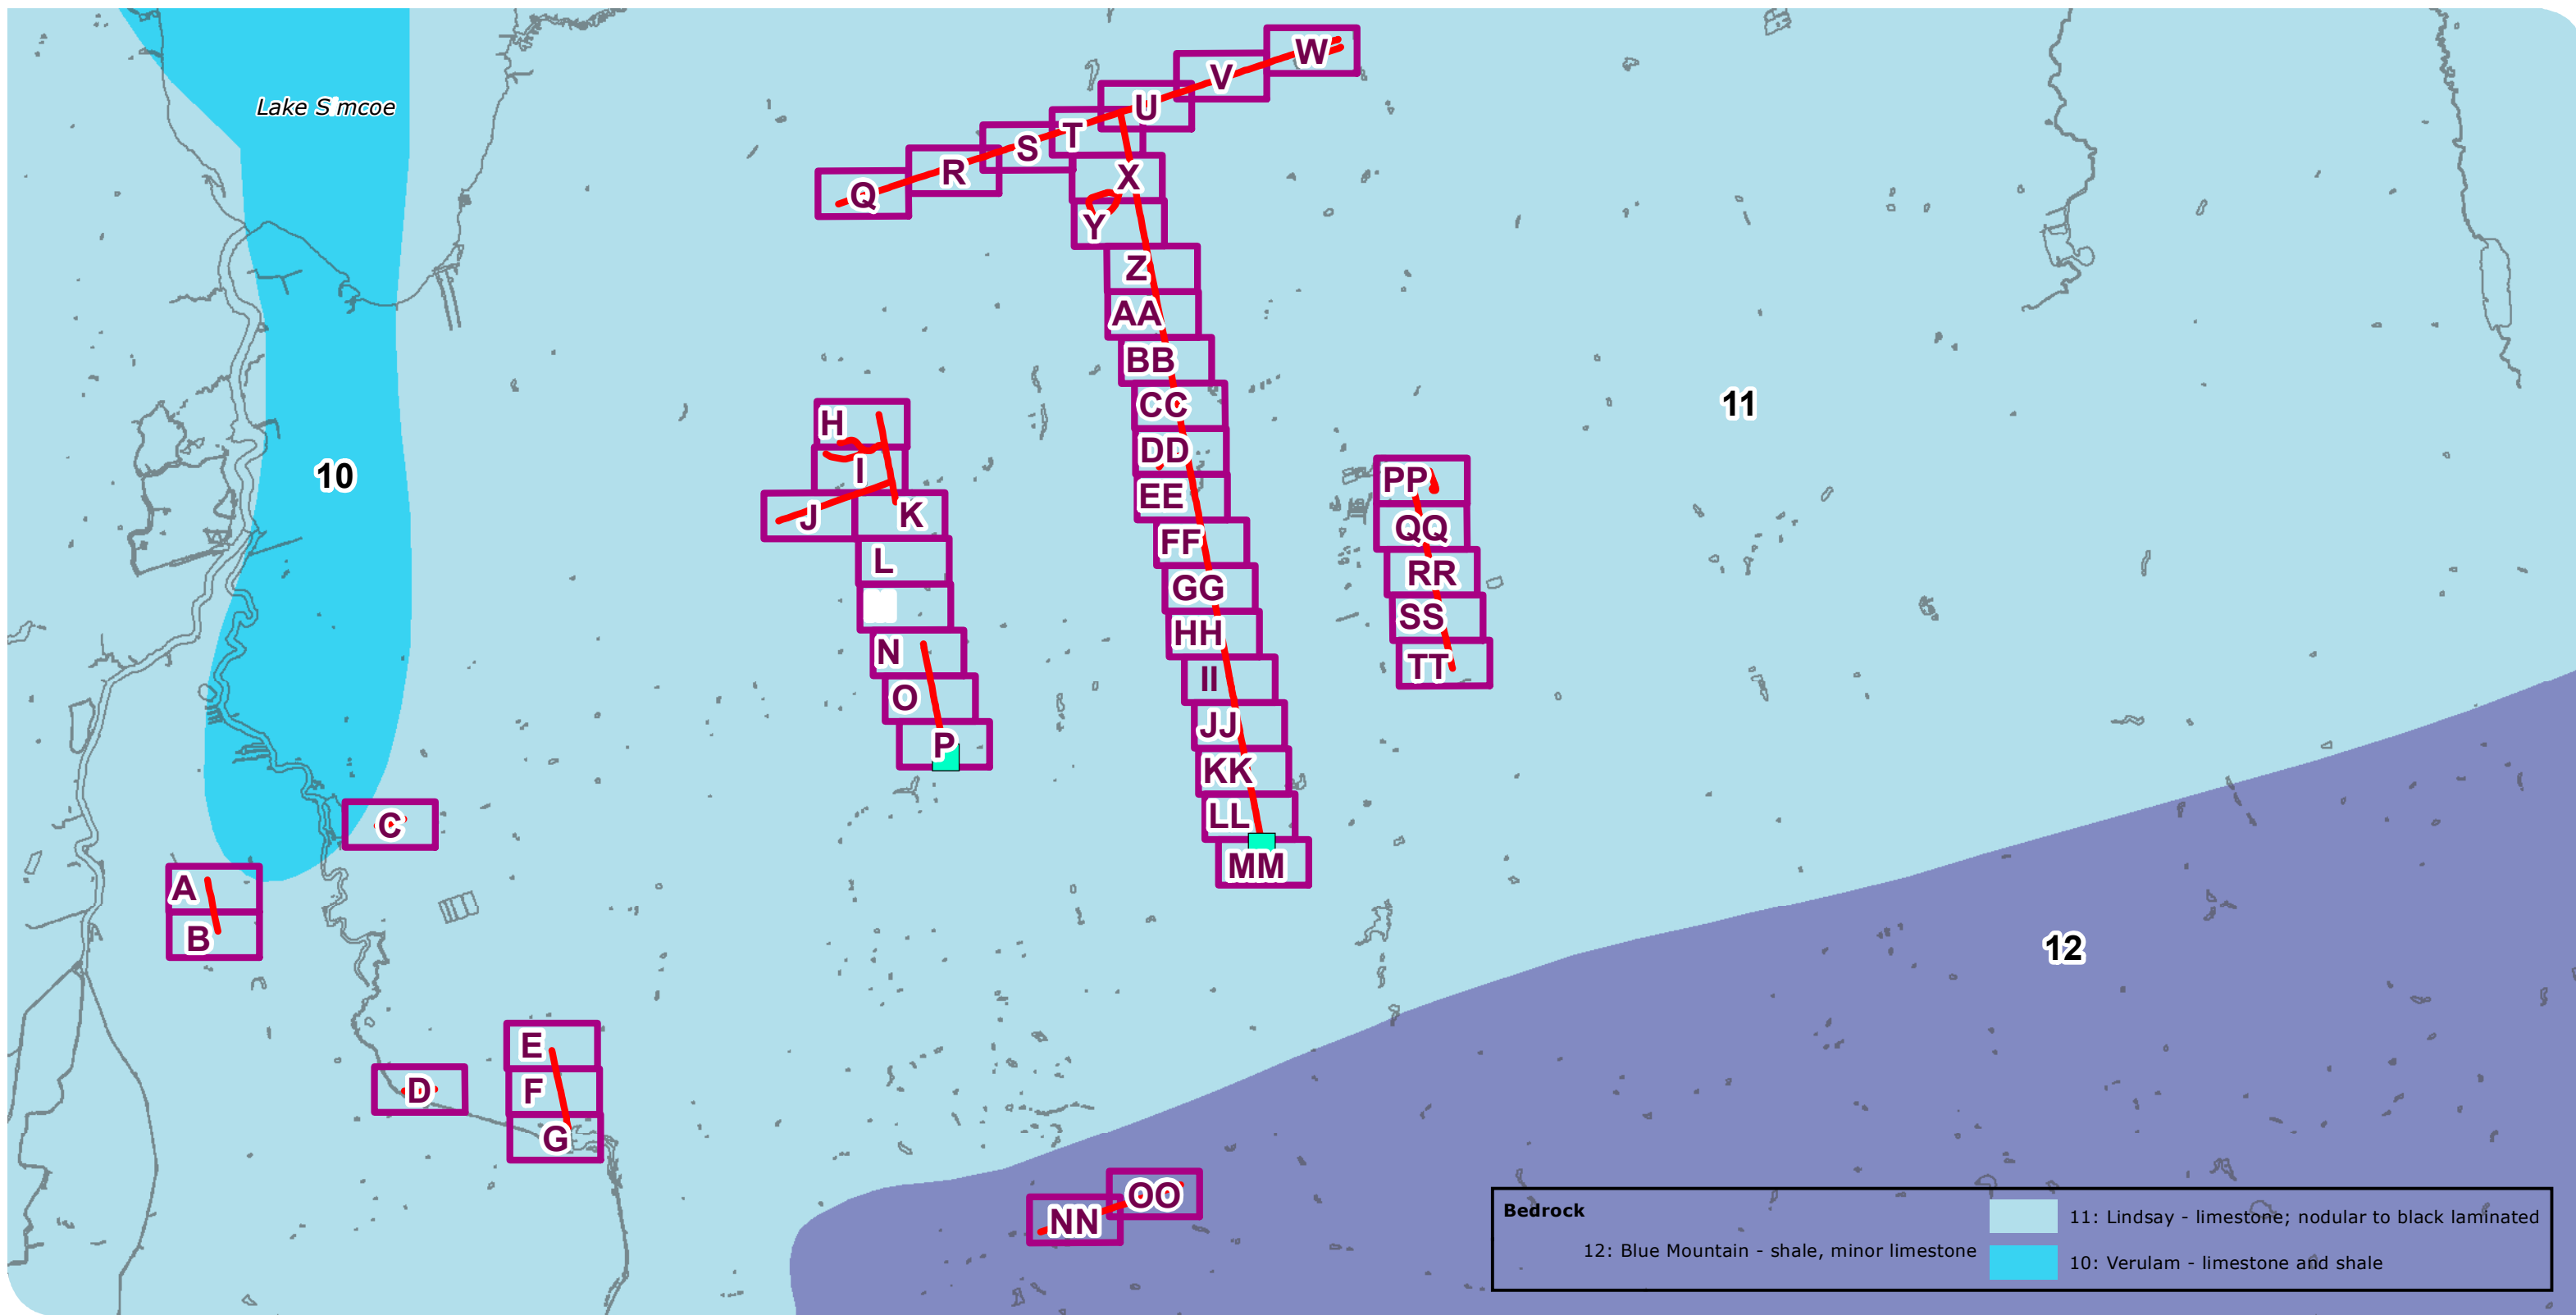 W
V
Lake S mcoe
U
T
S
R
X
Q
Y
Z
AA
BB
11
CC
H
DD
I
10
PP
EE
J
K
QQ
FF
L
RR
GG
SS
HH
N
TT
II
O
JJ
P
KK
LL
C
MM
A
B
12
E
F
D
G
OO
NN
Bedrock
11: Lindsay - limestone; nodular to black laminated
12: Blue Mountain - shale, minor limestone
10: Verulam - limestone and shale